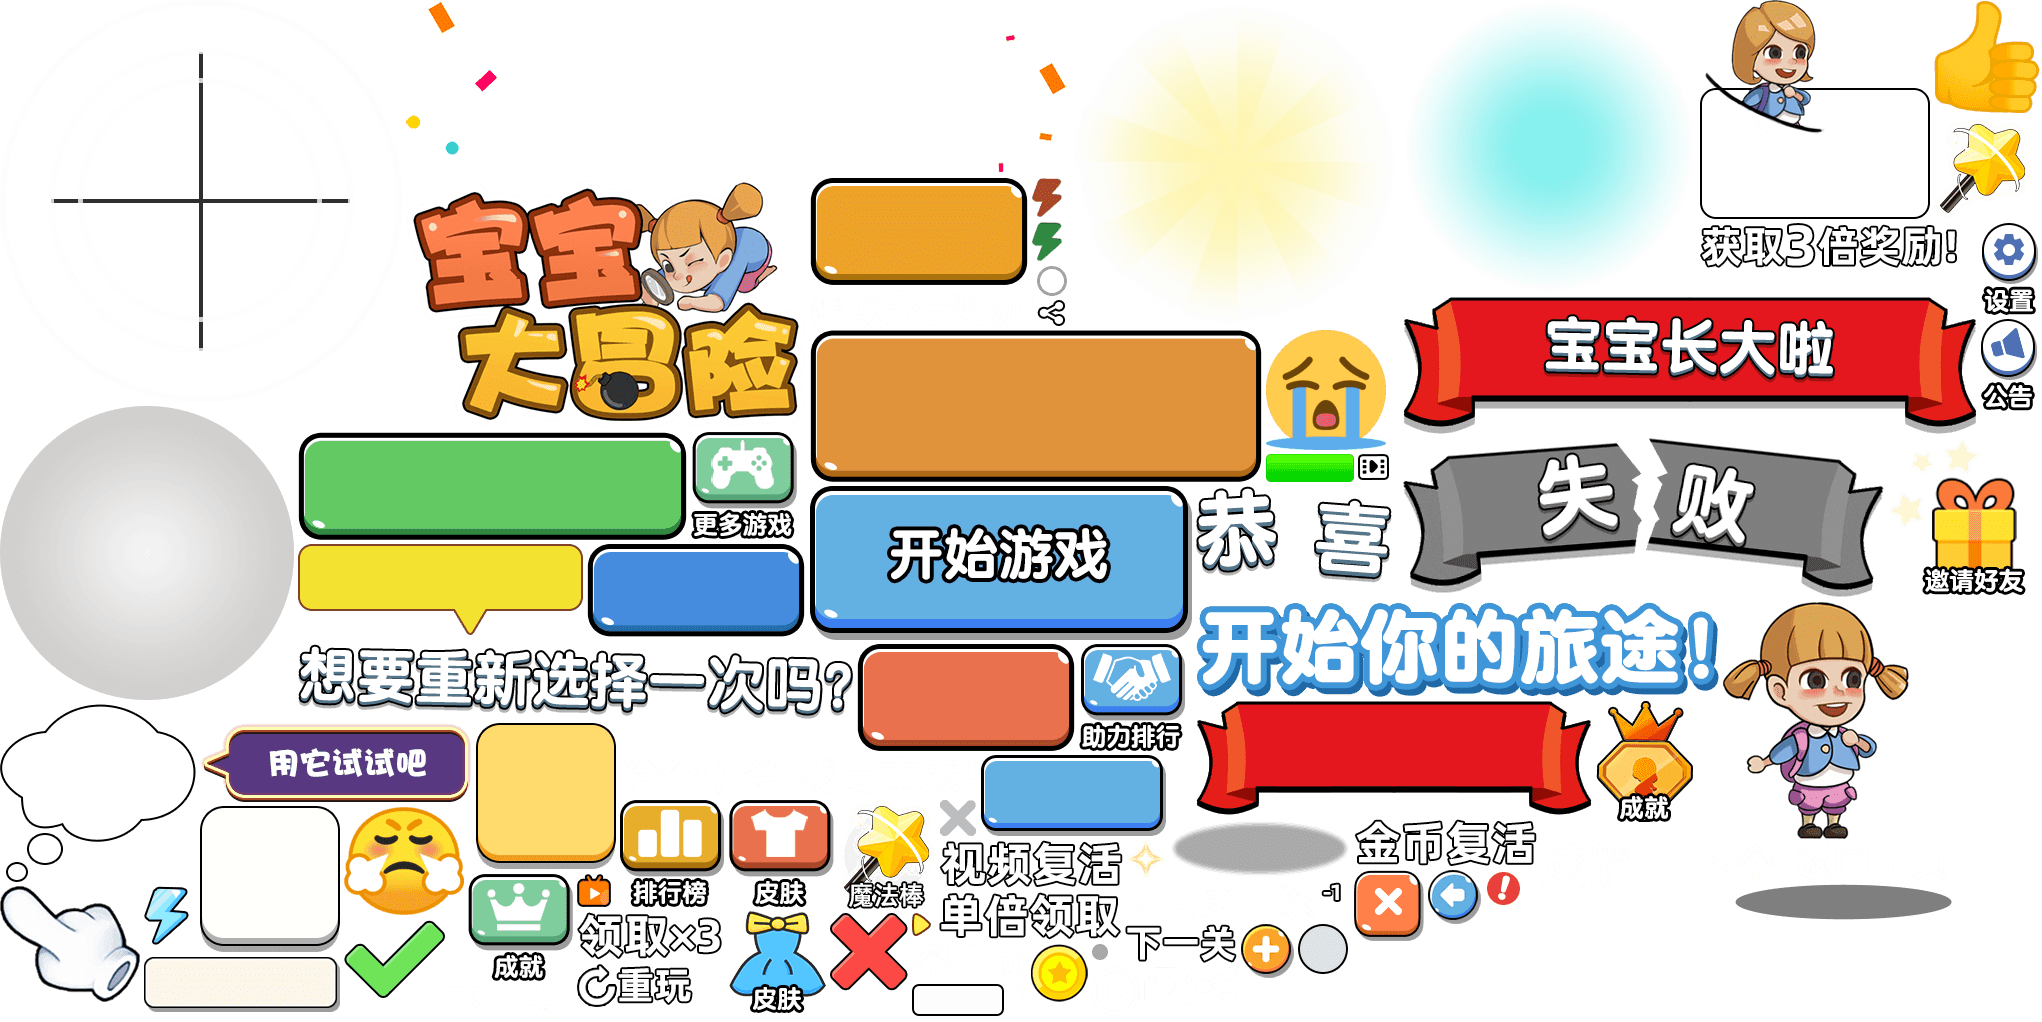 宝宝
大冒险
获取3倍奖励!
设置
公告
宝宝长大啦
失败
更多游戏
开始游戏
恭喜
邀请好友
开始你的旅途!
想要重新选择一次吗?
助力排行
用它试试吧
成就
排行榜
皮肤
魔法棒
视频复活
金币复活
-1
单倍领取
领取×3
下一关
成就
重玩
皮肤